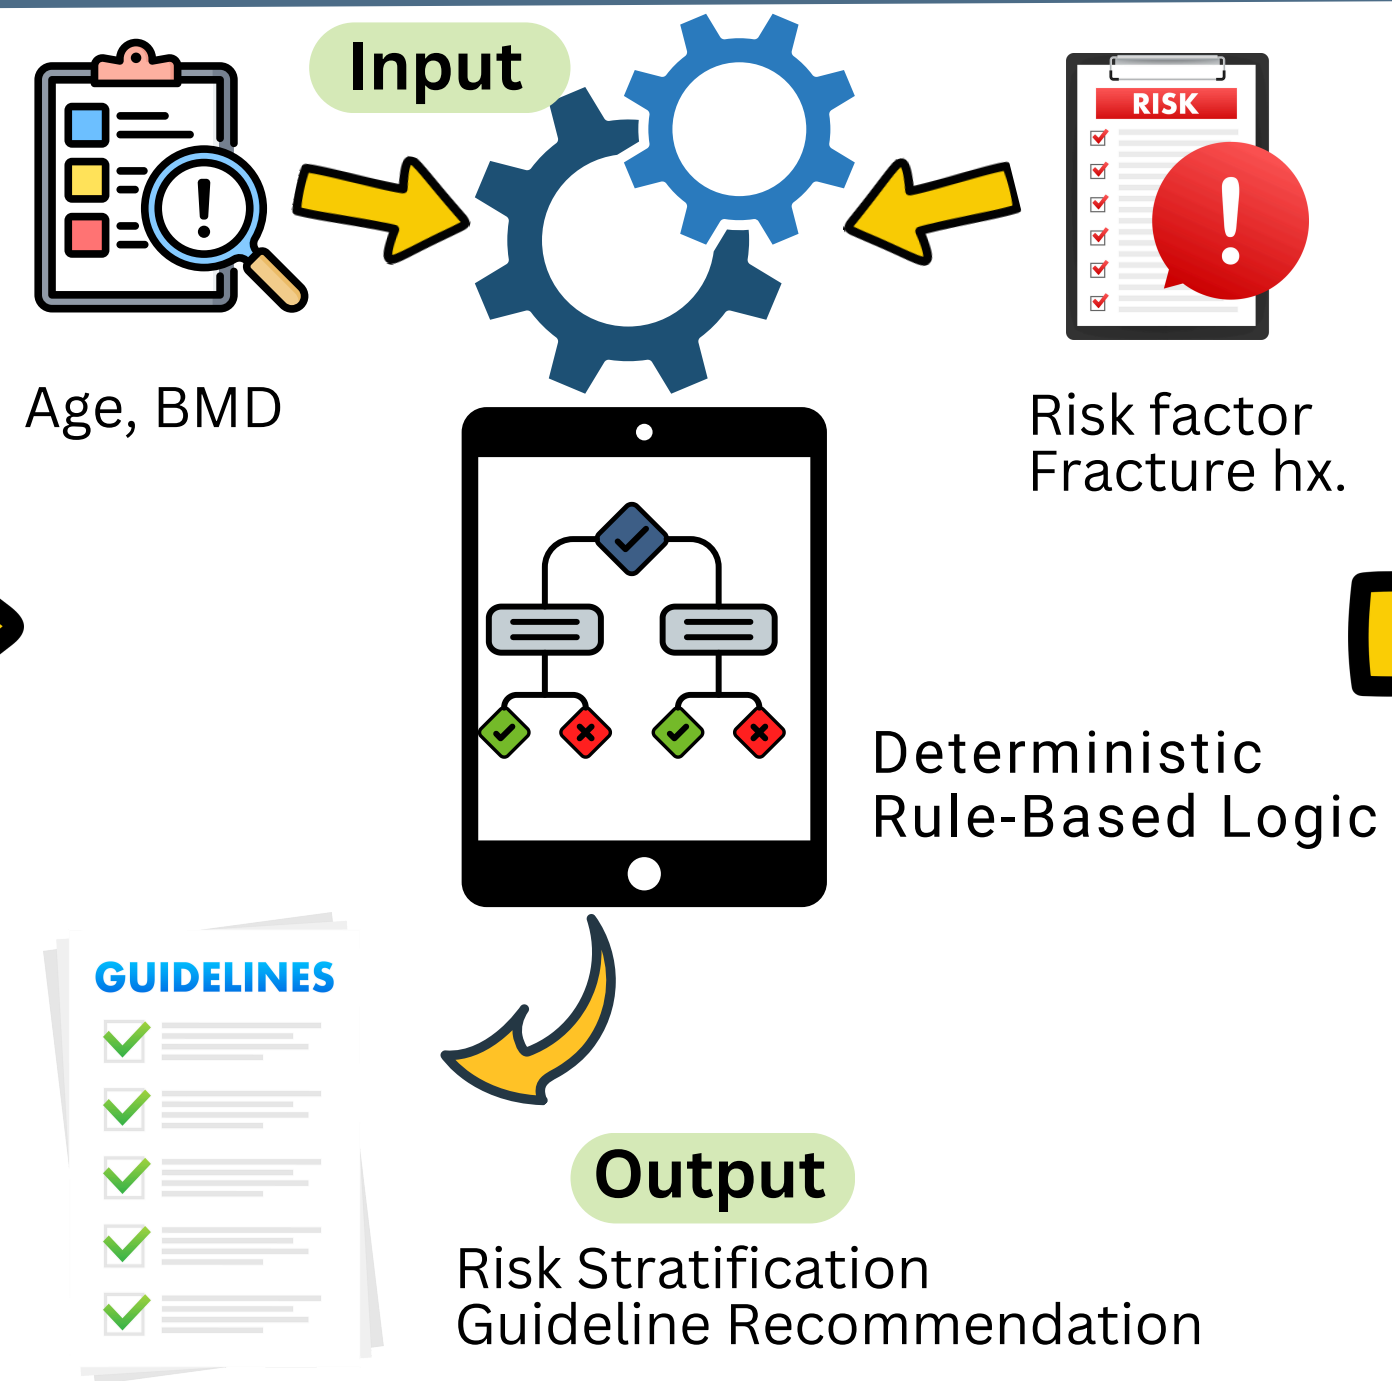 Input
RISK
Age, BMD
Risk factor
Fracture hx.
Deterministic
Rule-Based Logic
GUIDELINES
Output
Risk Stratification
Guideline Recommendation